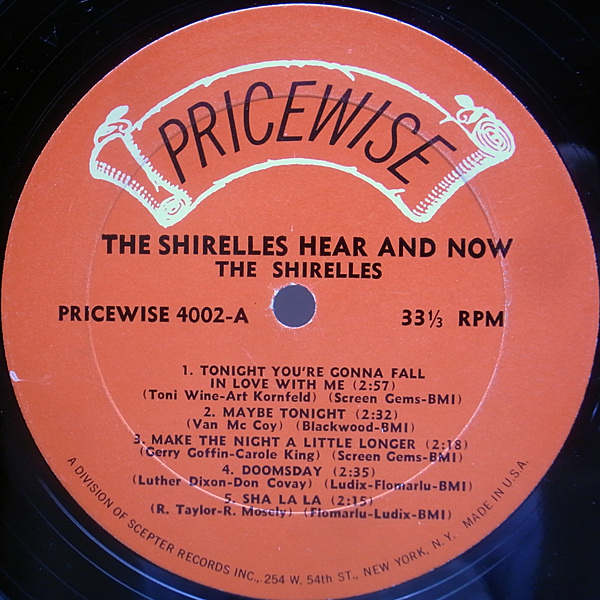 PRICEWISE
THE SHIRELLES HEAR AND NOW
THE SHIRELLES
PRICEWISE 4002-A 33⅓ RPM
1. TONIGHT YOU'RE GONNA FALL
IN LOVE WITH ME (2:57)
(Toni Wine-Art Kornfeld) (Screen Gems-BMI)
2. MAYBE TONIGHT (2:32)
(Van Mc Coy) (Blackwood-BMI)
3. MAKE THE NIGHT A LITTLE LONGER (2:18)
(Gerry Goffin-Carole King) (Screen Gems-BMI)
4. DOOMSDAY (2:35)
(Luther Dixon-Don Covay) (Ludix-Flomarlu-BMI)
5. SHA LA LA (2:15)
(R. Taylor-R. Mosely) (Flomarlu-Ludix-BMI)
A DIVISION OF SCEPTER RECORDS INC., 254 W. 54th ST., NEW YORK, N.Y. MADE IN U.S.A.